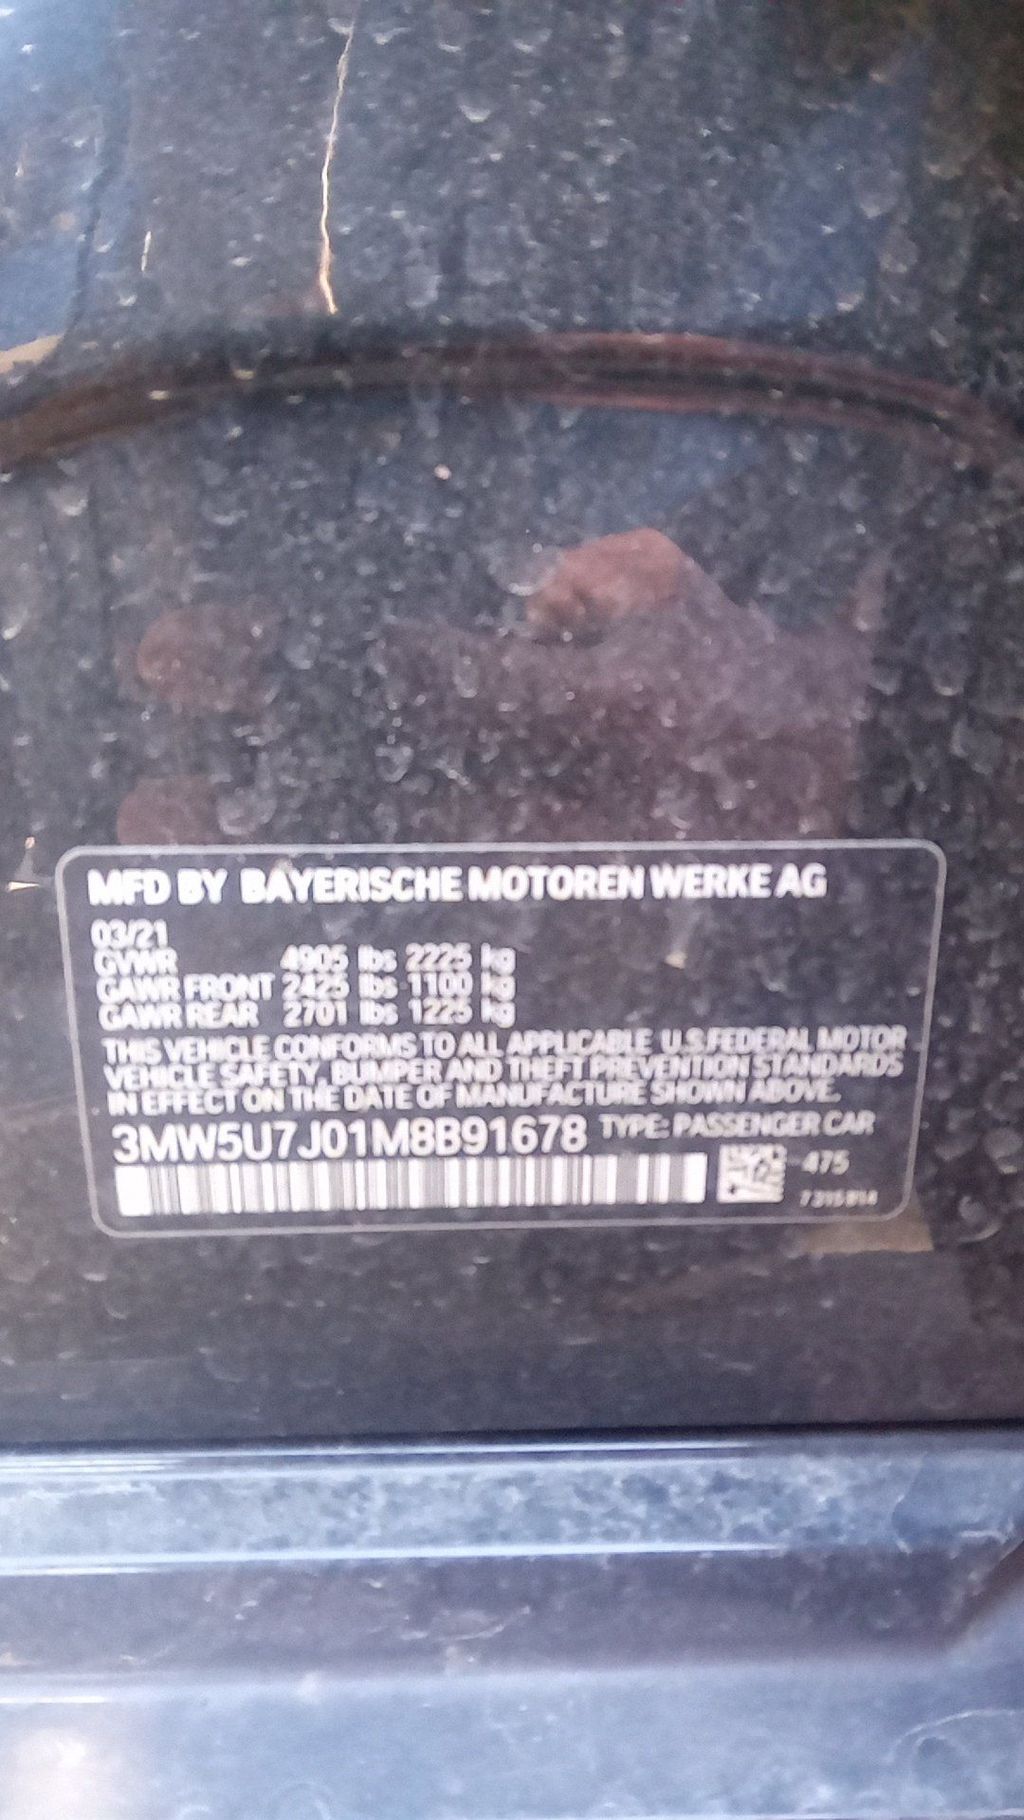 MFD BY BAYERISCHE MOTOREN WERKE AG
03/21
GVWR 4905 lbs 2225 kg
GAWR FRONT 2425 lbs 1100 kg
GAWR REAR 2701 lbs 1225 kg
THIS VEHICLE CONFORMS TO ALL APPLICABLE U.S.FEDERAL MOTOR
VEHICLE SAFETY, BUMPER AND THEFT PREVENTION STANDARDS
IN EFFECT ON THE DATE OF MANUFACTURE SHOWN ABOVE.
3MW5U7J01M8B91678 TYPE: PASSENGER CAR
475